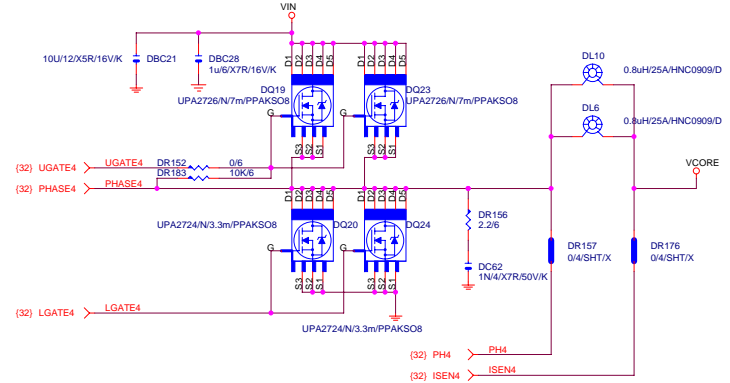 VIN
10U/12/X5R/16V/K
DBC21
DBC28
1u/6/X7R/16V/K
D1
D2
D3
D4
D5
DQ19
UPA2726/N/7m/PPAKSO8
G
S3
S2
S1
D1
D2
D3
D4
D5
DQ23
UPA2726/N/7m/PPAKSO8
G
S3
S2
S1
DL10
0.8uH/25A/HNC0909/D
DL6
0.8uH/25A/HNC0909/D
VCORE
{32} UGATE4
UGATE4
DR152
0/6
DR183
10K/6
{32} PHASE4
PHASE4
D1
D2
D3
D4
D5
UPA2724/N/3.3m/PPAKSO8
DQ20
G
S3
S2
S1
D1
D2
D3
D4
D5
DQ24
G
S3
S2
S1
DR156
2.2/6
DC62
1N/4/X7R/50V/K
DR157
0/4/SHT/X
DR176
0/4/SHT/X
{32} LGATE4
LGATE4
UPA2724/N/3.3m/PPAKSO8
{32} PH4
PH4
{32} ISEN4
ISEN4